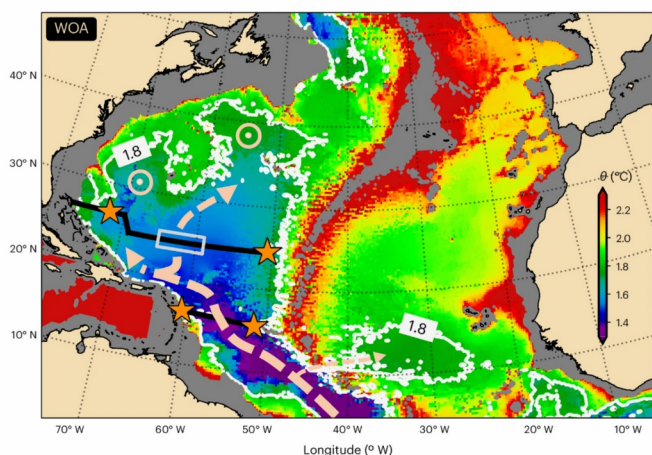 WOA
40° N
30° N
20° N
10° N
1.8
1.8
θ (°C)
2.2
2.0
1.8
1.6
1.4
70° W
60° W
50° W
40° W
30° W
20° W
10° W
Longitude (° W)